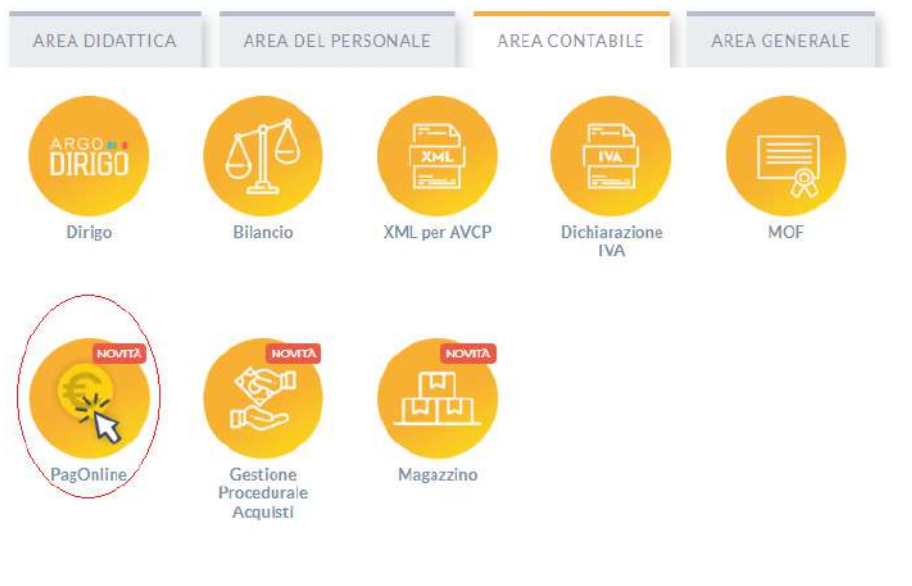 AREA DIDATTICA
AREA DEL PERSONALE
AREA CONTABILE
AREA GENERALE
ARGO
DIRIGO
XML
IVA
Dirigo
Bilancio
XML per AVCP
Dichiarazione
IVA
MOF
NOVITÀ
NOVITÀ
NOVITÀ
€
PagOnline
Gestione
Procedurale
Acquisti
Magazzino